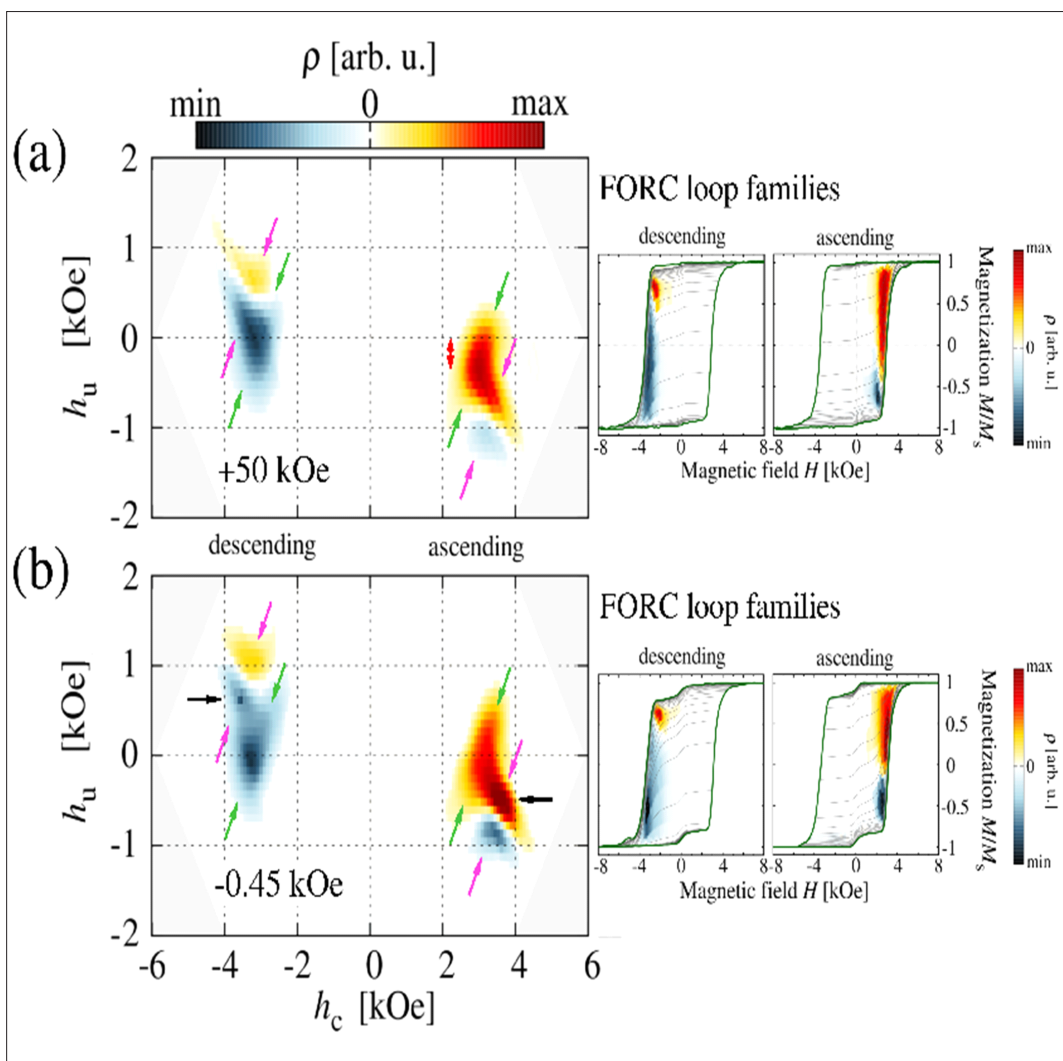 ρ [arb. u.]
min 0 max
(a)
2
1
0
-1
-2
h_u [kOe]
+50 kOe
descending ascending
FORC loop families
descending ascending
1
0.5
0
-0.5
-1
-8 -4 0 4 8 -8 -4 0 4 8
Magnetic field H [kOe]
Magnetization M/M_s
max
0
min
ρ [arb. u.]
(b)
2
1
0
-1
-2
h_u [kOe]
-0.45 kOe
-6 -4 -2 0 2 4 6
h_c [kOe]
FORC loop families
descending ascending
1
0.5
0
-0.5
-1
-8 -4 0 4 8 -8 -4 0 4 8
Magnetic field H [kOe]
Magnetization M/M_s
max
0
min
ρ [arb. u.]